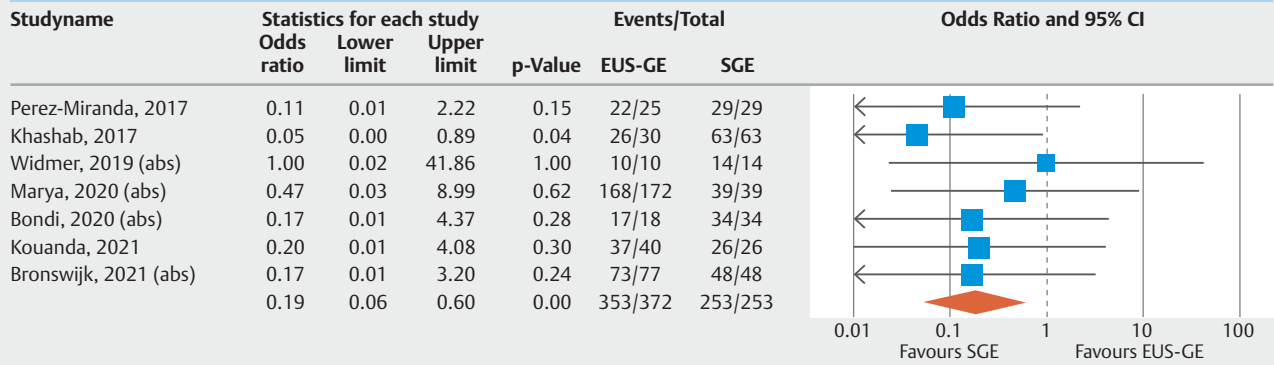 Studyname Statistics for each study Events/Total Odds Ratio and 95% CI
Odds ratio Lower limit Upper limit p-Value EUS-GE SGE
Perez-Miranda, 2017 0.11 0.01 2.22 0.15 22/25 29/29
Khashab, 2017 0.05 0.00 0.89 0.04 26/30 63/63
Widmer, 2019 (abs) 1.00 0.02 41.86 1.00 10/10 14/14
Marya, 2020 (abs) 0.47 0.03 8.99 0.62 168/172 39/39
Bondi, 2020 (abs) 0.17 0.01 4.37 0.28 17/18 34/34
Kouanda, 2021 0.20 0.01 4.08 0.30 37/40 26/26
Bronswijk, 2021 (abs) 0.17 0.01 3.20 0.24 73/77 48/48
0.19 0.06 0.60 0.00 353/372 253/253
0.01 0.1 1 10 100
Favours SGE Favours EUS-GE